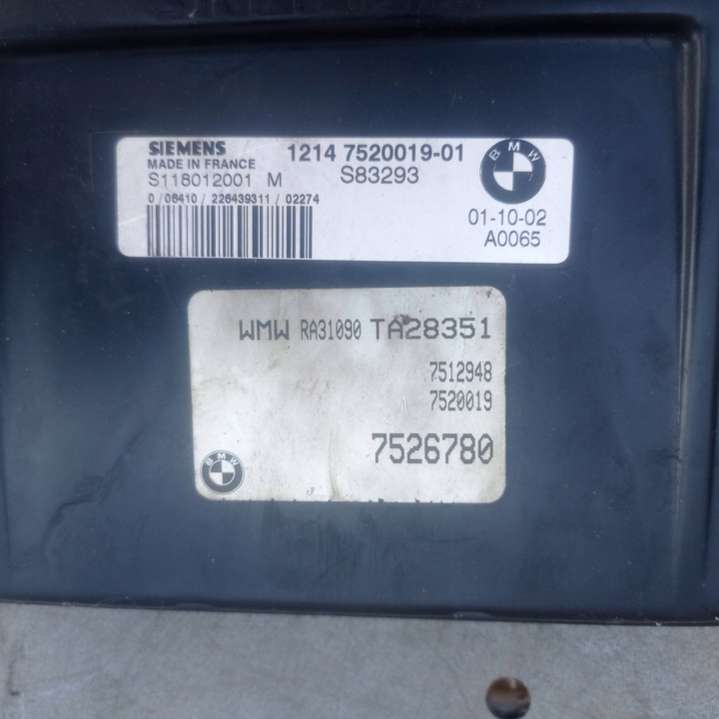 SIEMENS
MADE IN FRANCE
1214 7520019-01
S118012001 M
S83293
0 / 06410 / 226439311 / 02274
BMW
01-10-02
A0065
WMW RA31090 TA28351
7512948
7520019
7526780
BMW